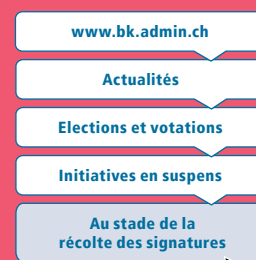 www.bk.admin.ch
Actualités
Elections et votations
Initiatives en suspens
Au stade de la
récolte des signatures